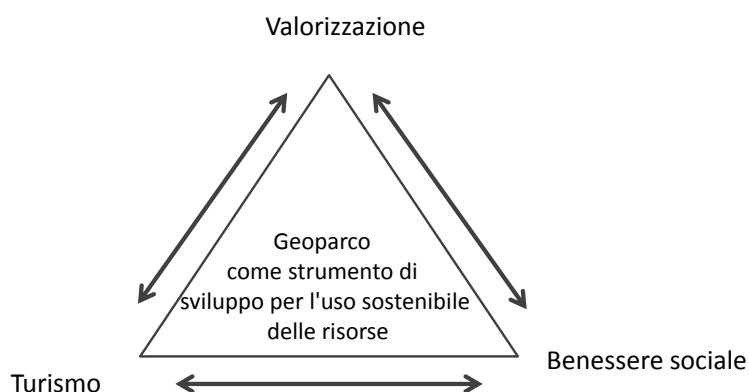 Valorizzazione
Geoparco
come strumento di
sviluppo per l'uso sostenibile
delle risorse
Benessere sociale
Turismo